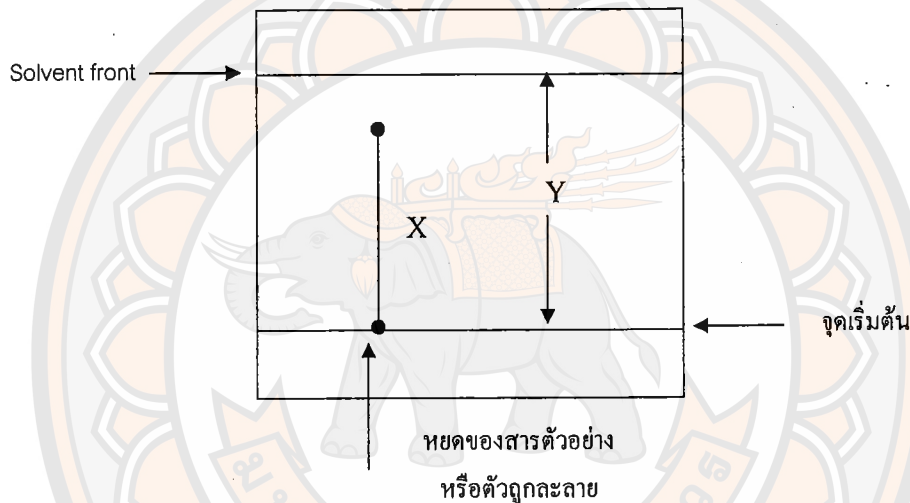 Solvent front
Y
X
จุดเริ่มต้น
หยดของสารตัวอย่าง
หรือตัวถูกละลาย